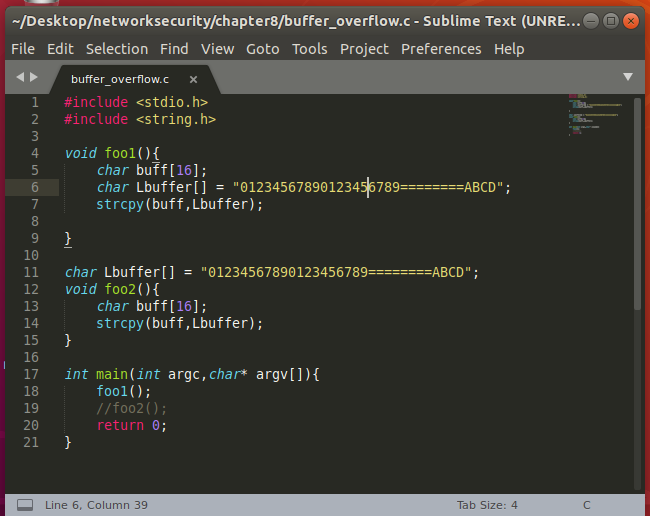 ~/Desktop/networksecurity/chapter8/buffer_overflow.c - Sublime Text (UNRE...
File Edit Selection Find View Goto Tools Project Preferences Help
buffer_overflow.c ×
1 #include <stdio.h>
2 #include <string.h>
3
4 void foo1(){
5     char buff[16];
6     char Lbuffer[] = "01234567890123456789========ABCD";
7     strcpy(buff,Lbuffer);
8
9 }
10
11 char Lbuffer[] = "01234567890123456789========ABCD";
12 void foo2(){
13     char buff[16];
14     strcpy(buff,Lbuffer);
15 }
16
17 int main(int argc,char* argv[]){
18     foo1();
19     //foo2();
20     return 0;
21 }
Line 6, Column 39 Tab Size: 4 C